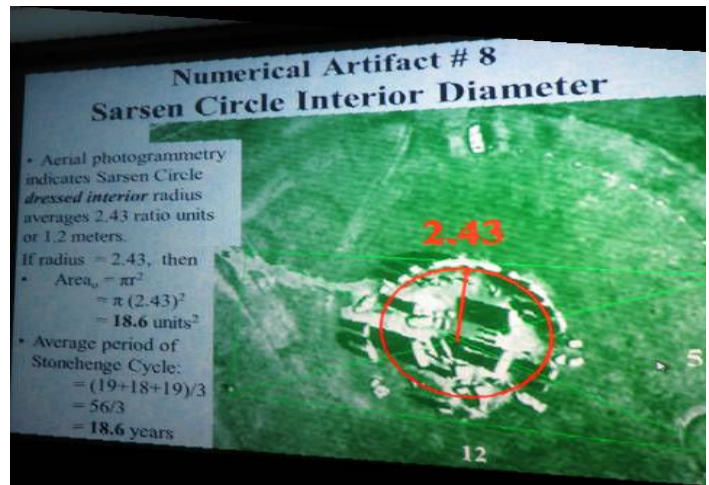 Numerical Artifact # 8
Sarsen Circle Interior Diameter
• Aerial photogrammetry
indicates Sarsen Circle
dressed interior radius
averages 2.43 ratio units
or 1.2 meters.
If radius = 2.43, then
• Areaₒ = πr²
= π (2.43)²
= 18.6 units²
• Average period of
Stonehenge Cycle:
= (19+18+19)/3
= 56/3
= 18.6 years
2.43
5
12